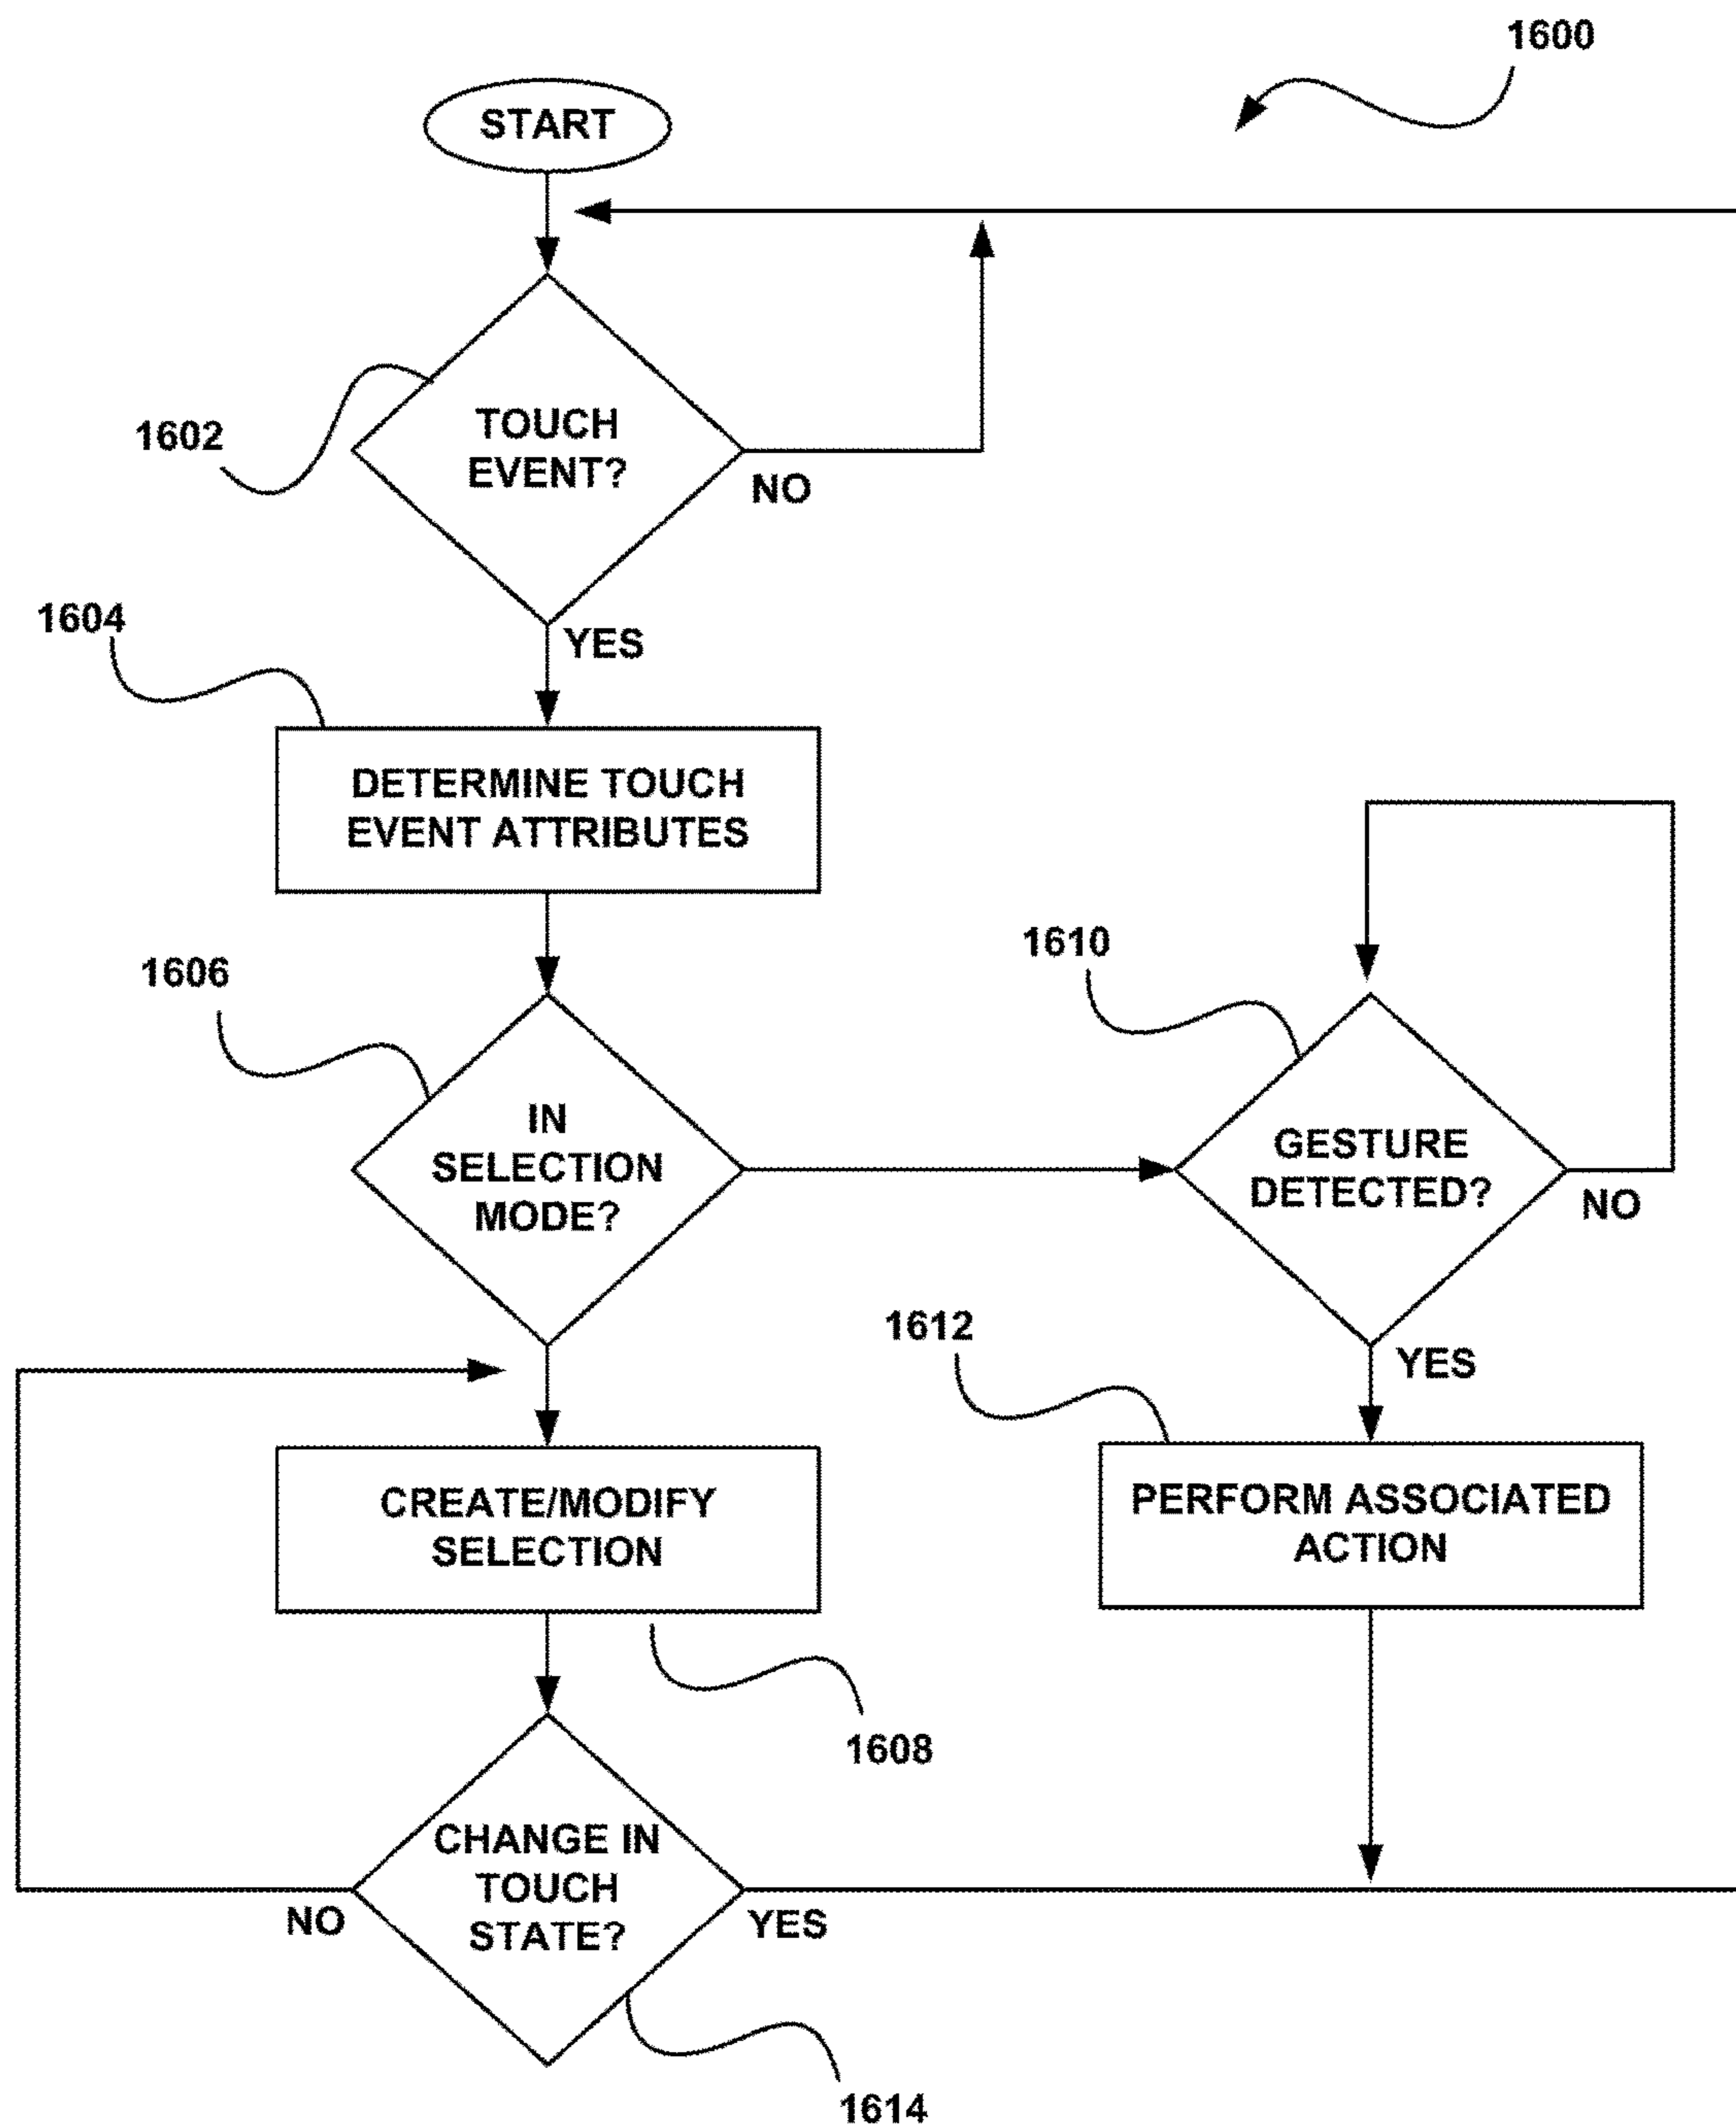 1600
START
1602
TOUCH
EVENT?
NO
YES
1604
DETERMINE TOUCH
EVENT ATTRIBUTES
1606
IN
SELECTION
MODE?
1610
GESTURE
DETECTED?
NO
YES
1612
PERFORM ASSOCIATED
ACTION
CREATE/MODIFY
SELECTION
1608
CHANGE IN
TOUCH
STATE?
NO
YES
1614